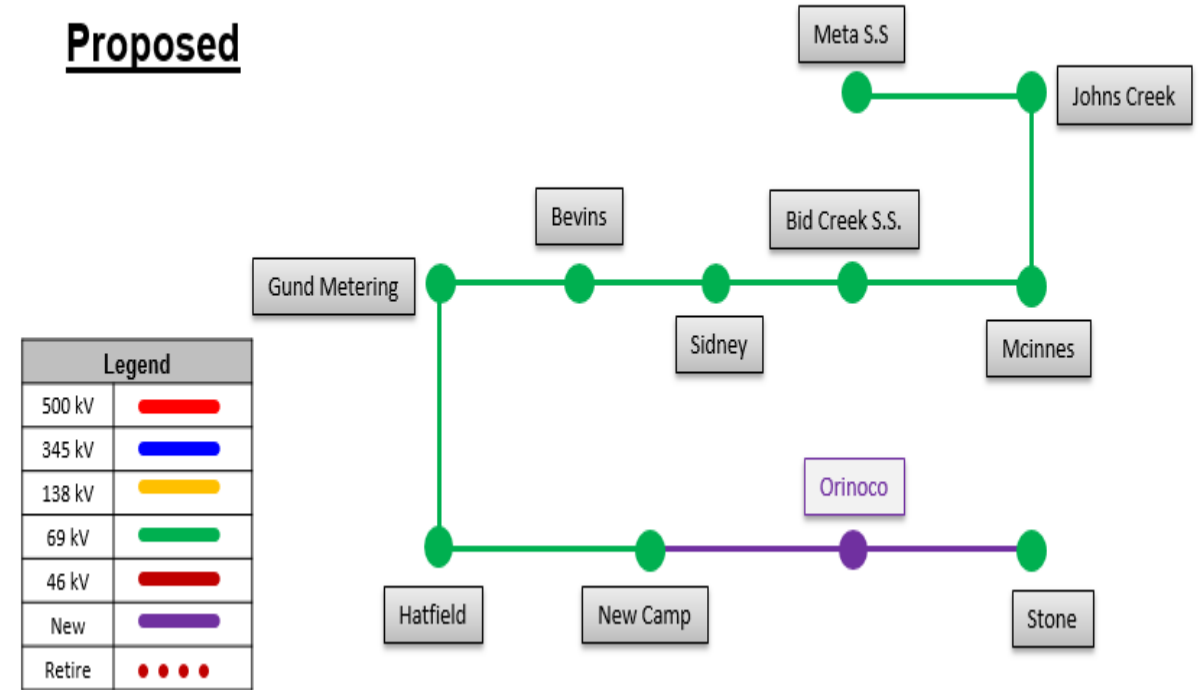 Proposed
Meta S.S
Johns Creek
Bevins
Bid Creek S.S.
Gund Metering
Sidney
Mcinnes
Legend
500 kV
345 kV
138 kV
69 kV
46 kV
New
Retire
Orinoco
Hatfield
New Camp
Stone